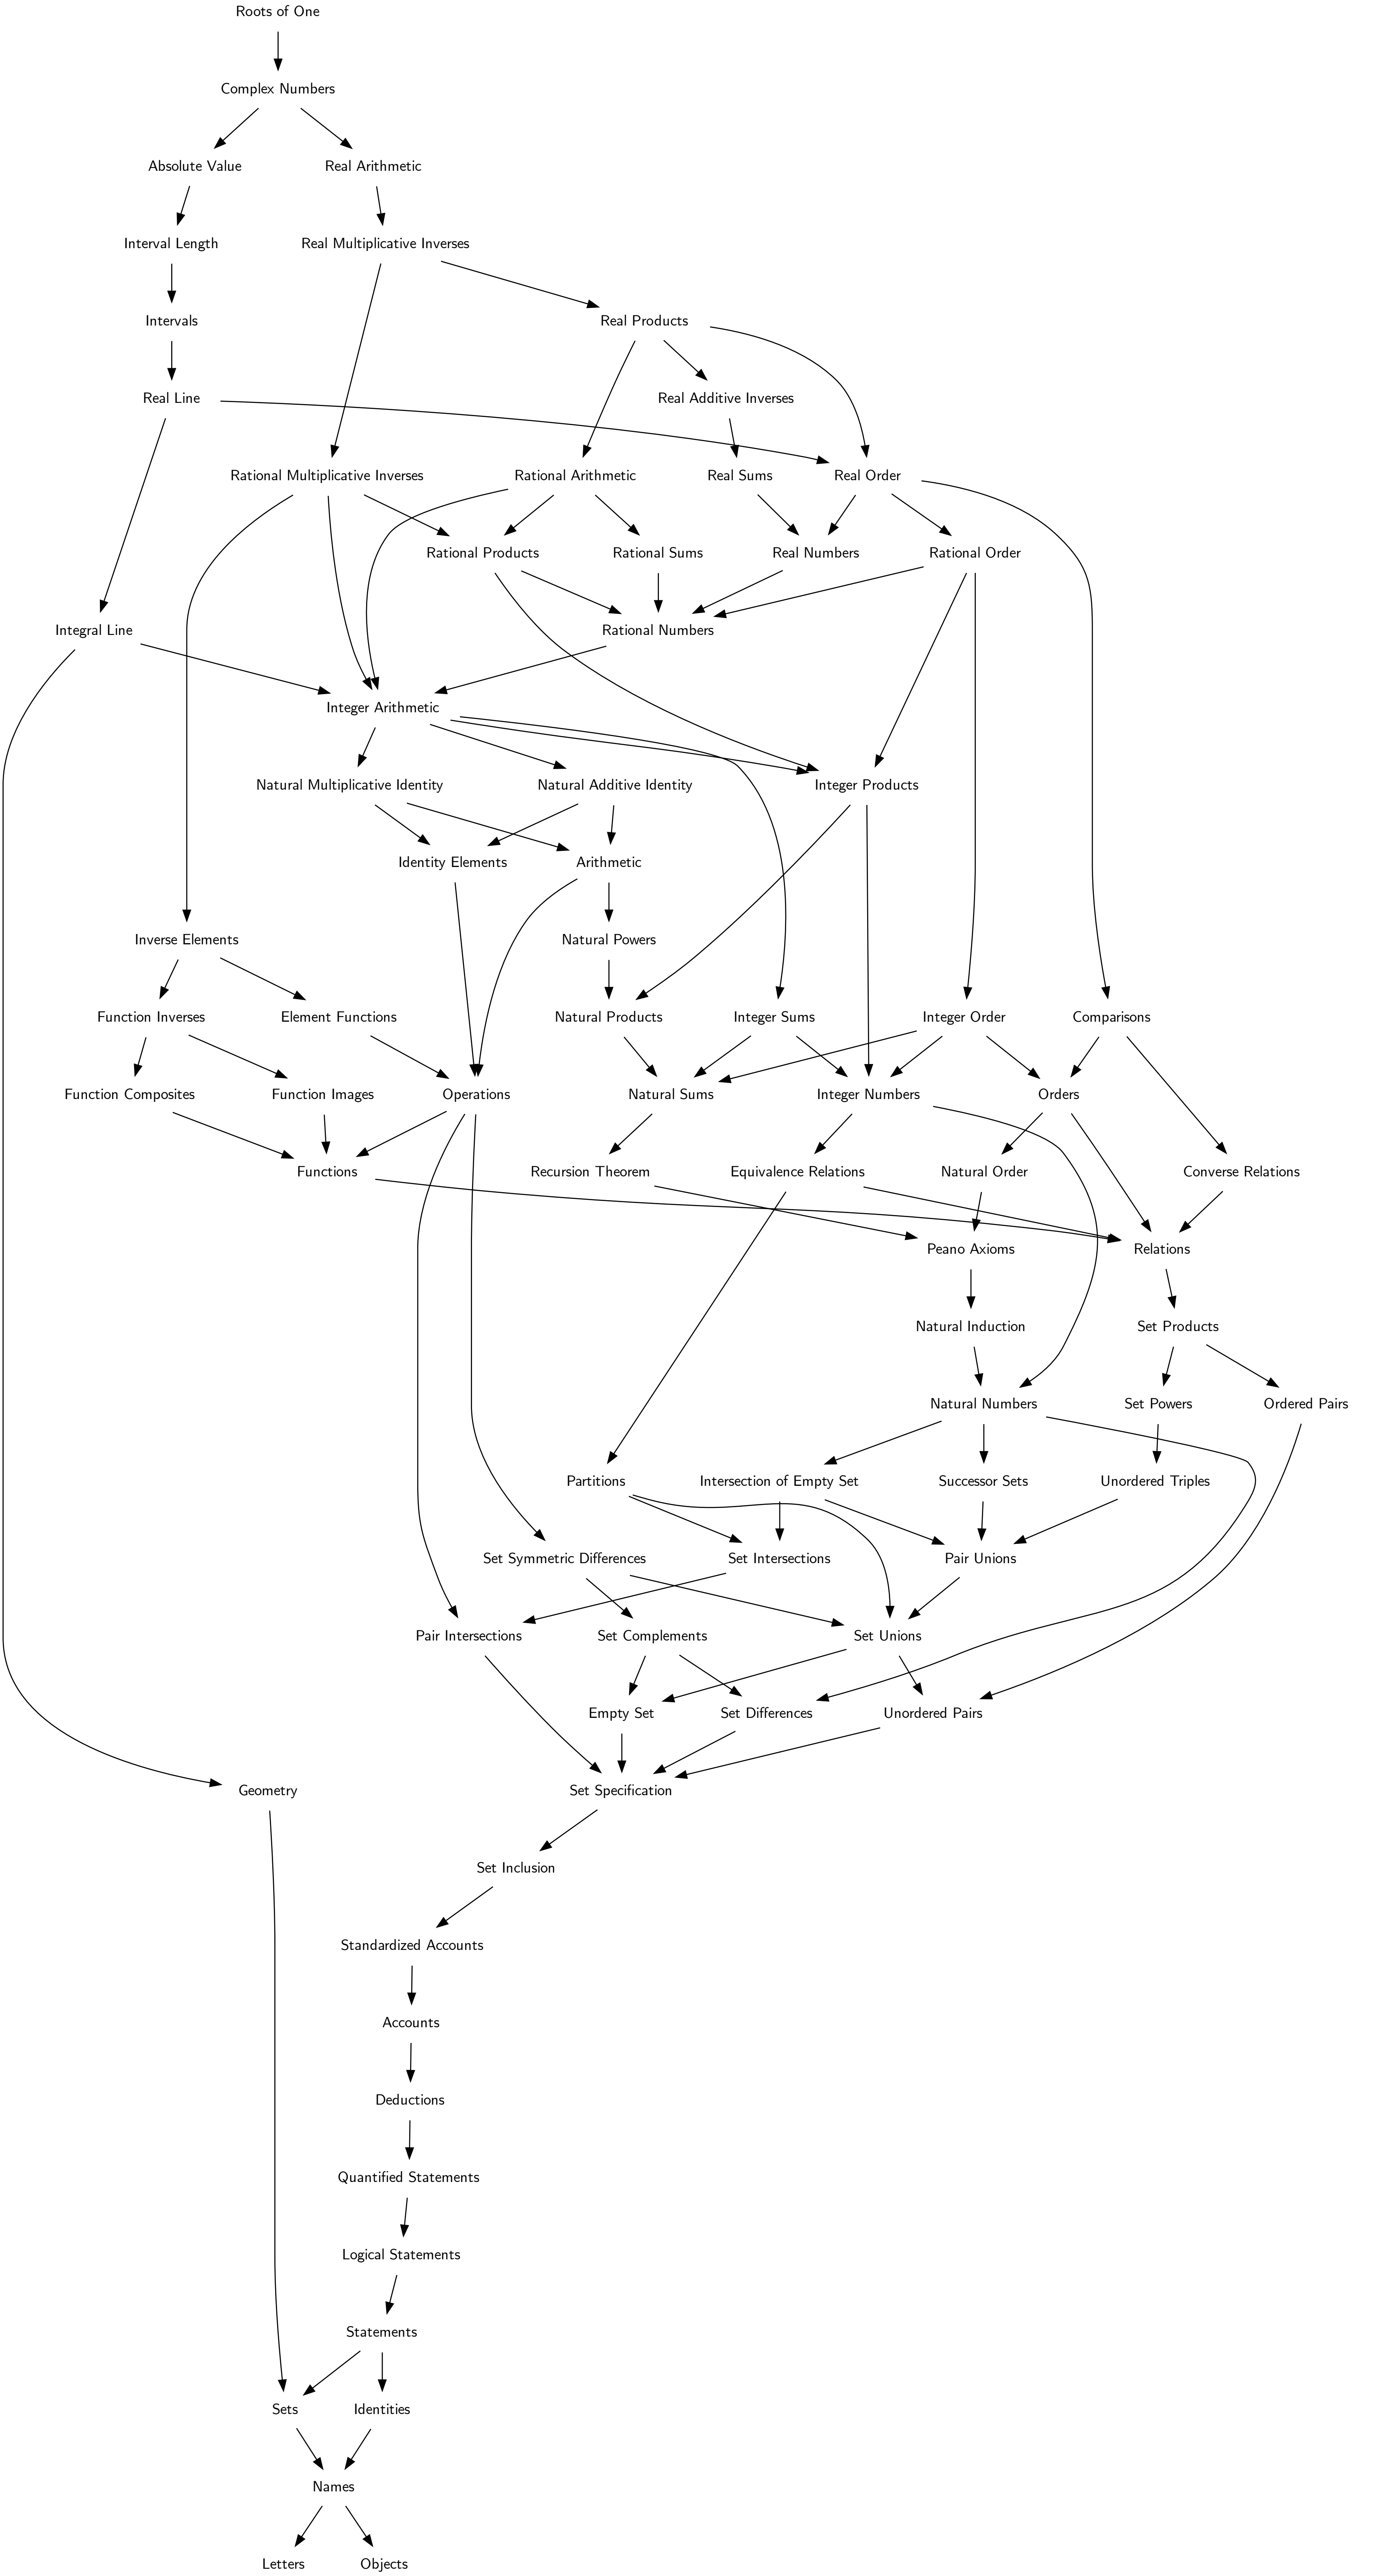 Roots of One
Complex Numbers
Absolute Value
Real Arithmetic
Interval Length
Real Multiplicative Inverses
Intervals
Real Products
Real Line
Real Additive Inverses
Rational Multiplicative Inverses
Rational Arithmetic
Real Sums
Real Order
Rational Products
Rational Sums
Real Numbers
Rational Order
Integral Line
Rational Numbers
Integer Arithmetic
Natural Multiplicative Identity
Natural Additive Identity
Integer Products
Identity Elements
Arithmetic
Inverse Elements
Natural Powers
Function Inverses
Element Functions
Natural Products
Integer Sums
Integer Order
Comparisons
Function Composites
Function Images
Operations
Natural Sums
Integer Numbers
Orders
Functions
Recursion Theorem
Equivalence Relations
Natural Order
Converse Relations
Peano Axioms
Relations
Natural Induction
Set Products
Natural Numbers
Set Powers
Ordered Pairs
Partitions
Intersection of Empty Set
Successor Sets
Unordered Triples
Set Symmetric Differences
Set Intersections
Pair Unions
Pair Intersections
Set Complements
Set Unions
Empty Set
Set Differences
Unordered Pairs
Geometry
Set Specification
Set Inclusion
Standardized Accounts
Accounts
Deductions
Quantified Statements
Logical Statements
Statements
Sets
Identities
Names
Letters
Objects